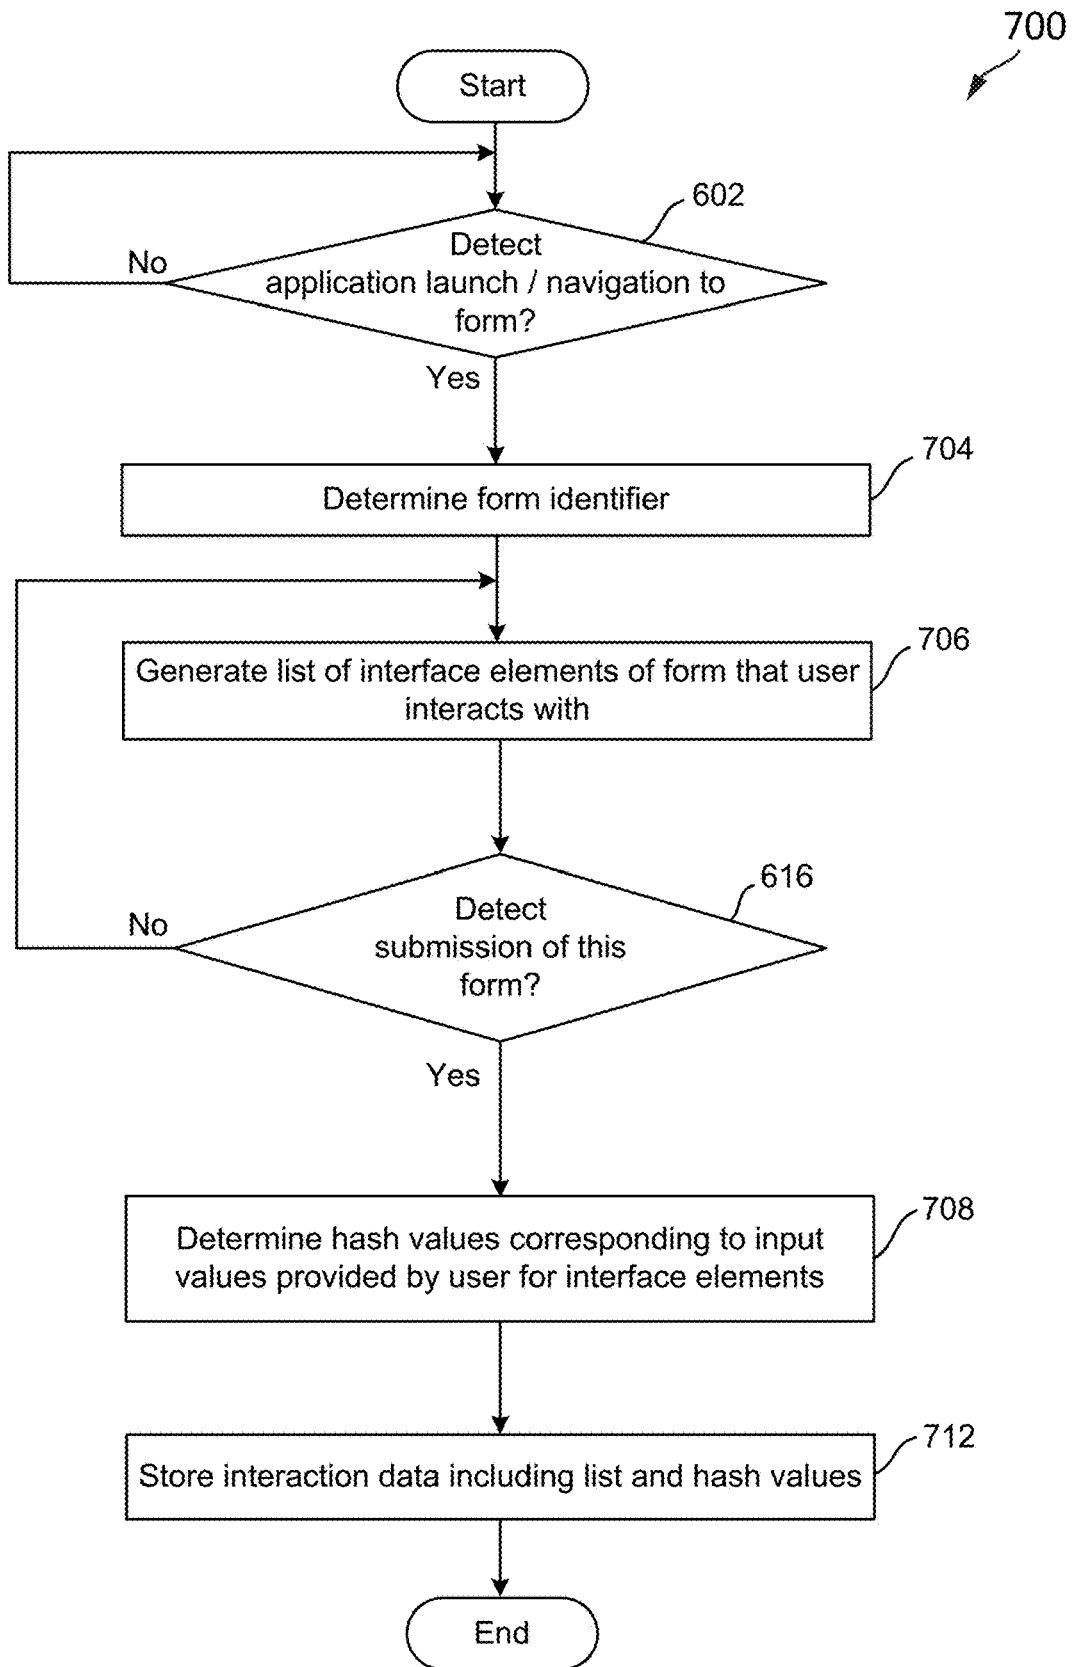 700
Start
602
Detect
application launch / navigation to
form?
No
Yes
704
Determine form identifier
706
Generate list of interface elements of form that user
interacts with
616
Detect
submission of this
form?
No
Yes
708
Determine hash values corresponding to input
values provided by user for interface elements
712
Store interaction data including list and hash values
End